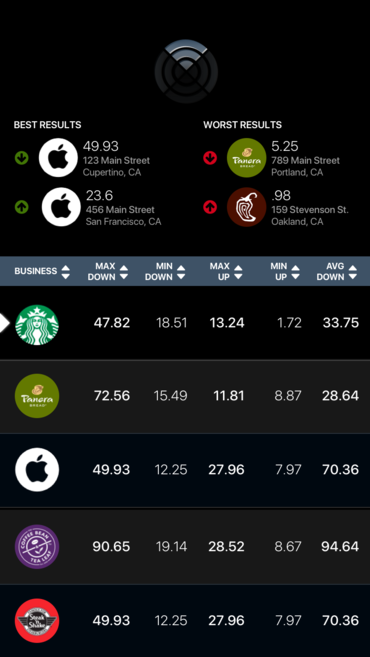 BEST RESULTS
49.93
123 Main Street
Cupertino, CA
23.6
456 Main Street
San Francisco, CA
WORST RESULTS
Panera
BREAD
5.25
789 Main Street
Portland, CA
.98
159 Stevenson St.
Oakland, CA
BUSINESS MAX DOWN MIN DOWN MAX UP MIN UP AVG DOWN
47.82 18.51 13.24 1.72 33.75
Panera
BREAD
72.56 15.49 11.81 8.87 28.64
49.93 12.25 27.96 7.97 70.36
COFFEE BEAN
TEA LEAF
90.65 19.14 28.52 8.67 94.64
Steak
n Shake
49.93 12.25 27.96 7.97 70.36